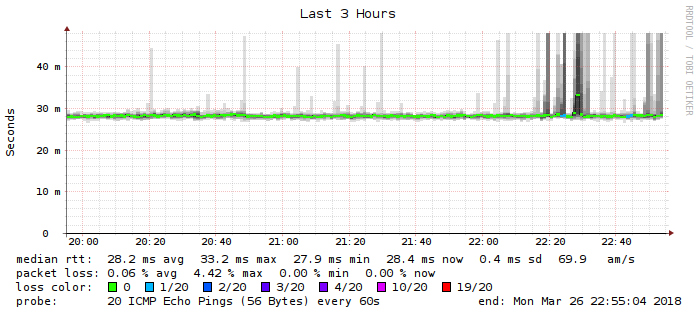 Last 3 Hours
RRDTOOL / TOBI OETIKER
Seconds
40 m
30 m
20 m
10 m
0
20:00 20:20 20:40 21:00 21:20 21:40 22:00 22:20 22:40
median rtt: 28.2 ms avg 33.2 ms max 27.9 ms min 28.4 ms now 0.4 ms sd 69.9 am/s
packet loss: 0.06 % avg 4.42 % max 0.00 % min 0.00 % now
loss color: 0 1/20 2/20 3/20 4/20 10/20 19/20
probe: 20 ICMP Echo Pings (56 Bytes) every 60s end: Mon Mar 26 22:55:04 2018